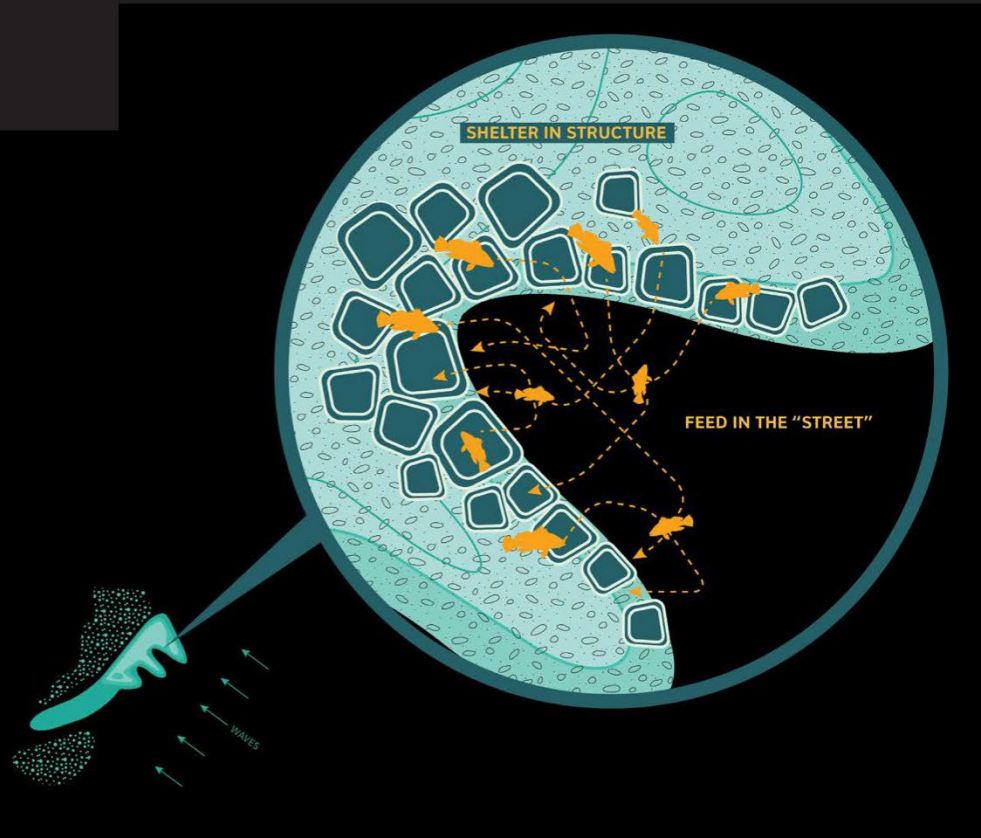 SHELTER IN STRUCTURE
FEED IN THE “STREET”
WAVES